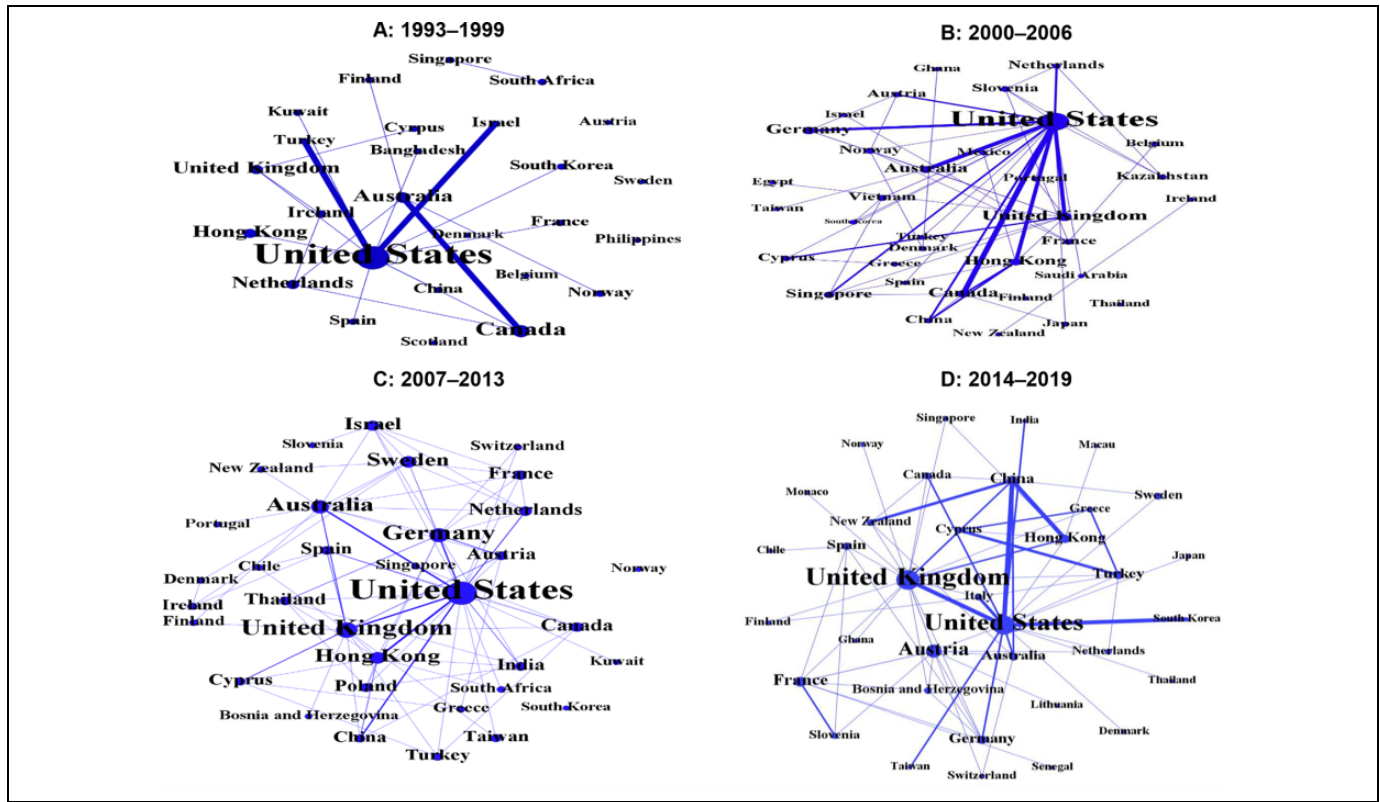 A: 1993–1999
Singapore
Finland
South Africa
Kuwait
Turkey
Cyrpus
Israel
Austria
Bangladesh
United Kingdom
South Korea
Sweden
Australia
Ireland
France
Hong Kong
Denmark
Philippines
United States
Netherlands
Belgium
China
Norway
Spain
Canada
Scotland
B: 2000–2006
Ghana
Netherlands
Slovenia
Austria
Israel
United States
Germany
Norway
Mexico
Belgium
Australia
Portugal
Kazakhstan
Egypt
Vietnam
Ireland
Taiwan
South Korea
United Kingdom
Turkey
Denmark
France
Cyprus
Greece
Hong Kong
Saudi Arabia
Spain
Singapore
Canada
Finland
Thailand
China
Japan
New Zealand
C: 2007–2013
Israel
Slovenia
Switzerland
New Zealand
Sweden
France
Australia
Netherlands
Portugal
Germany
Spain
Austria
Chile
Singapore
Norway
Denmark
United States
Ireland
Thailand
Finland
United Kingdom
Canada
Hong Kong
India
Kuwait
Cyprus
Poland
South Africa
Greece
South Korea
Bosnia and Herzegovina
China
Taiwan
Turkey
D: 2014–2019
Singapore
India
Norway
Macau
Canada
China
Monaco
Sweden
Greece
New Zealand
Cyprus
Hong Kong
Spain
Chile
Japan
United Kingdom
Turkey
Italy
Finland
United States
South Korea
Ghana
Austria
Australia
Netherlands
France
Bosnia and Herzegovina
Thailand
Lithuania
Slovenia
Germany
Denmark
Taiwan
Switzerland
Senegal